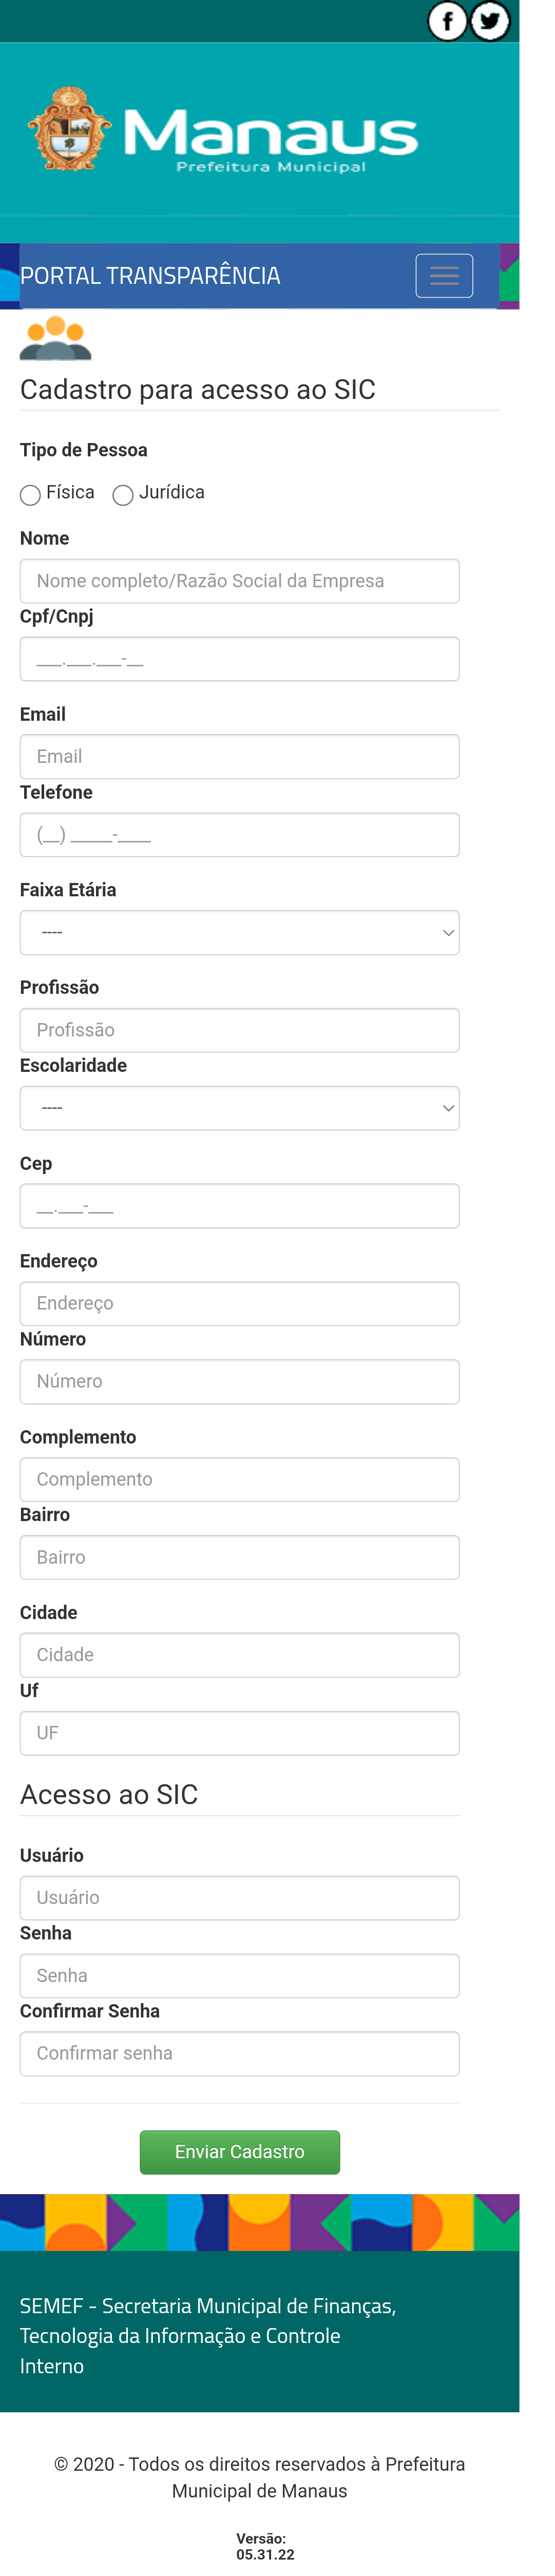 Manaus
Prefeitura Municipal
PORTAL TRANSPARÊNCIA
Cadastro para acesso ao SIC
Tipo de Pessoa
Física Jurídica
Nome
Nome completo/Razão Social da Empresa
Cpf/Cnpj
___.___.___-__
Email
Email
Telefone
(__) _____-____
Faixa Etária
----
Profissão
Profissão
Escolaridade
----
Cep
__.___-___
Endereço
Endereço
Número
Número
Complemento
Complemento
Bairro
Bairro
Cidade
Cidade
Uf
UF
Acesso ao SIC
Usuário
Usuário
Senha
Senha
Confirmar Senha
Confirmar senha
Enviar Cadastro
SEMEF - Secretaria Municipal de Finanças,
Tecnologia da Informação e Controle
Interno
© 2020 - Todos os direitos reservados à Prefeitura
Municipal de Manaus
Versão:
05.31.22